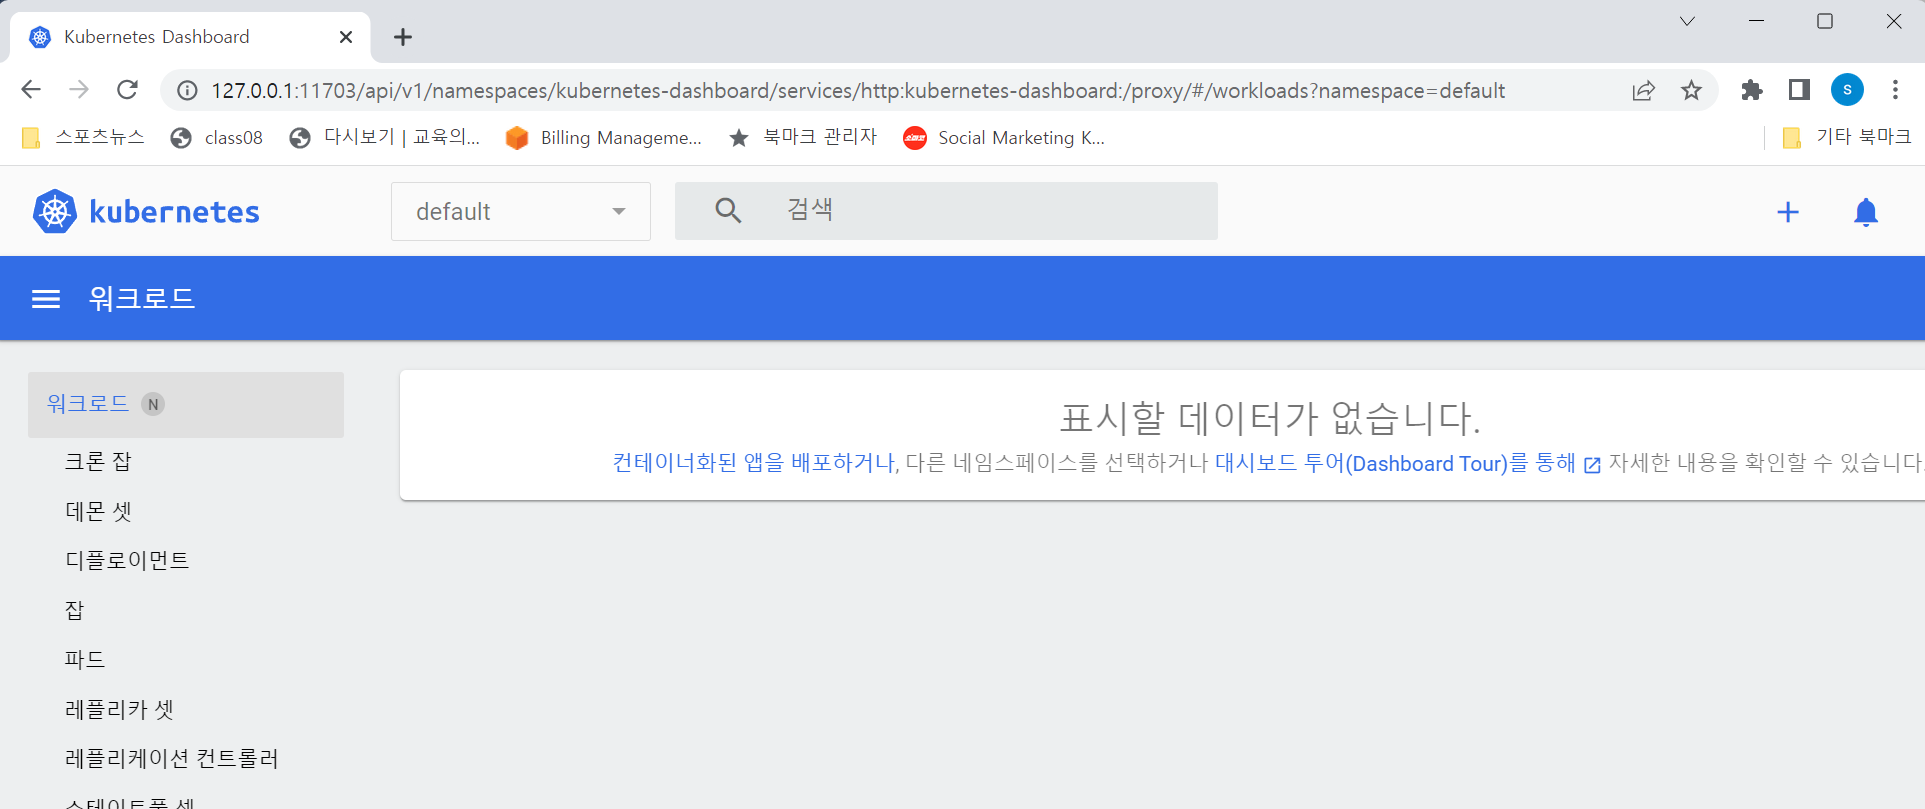 Kubernetes Dashboard
127.0.0.1:11703/api/v1/namespaces/kubernetes-dashboard/services/http:kubernetes-dashboard:/proxy/#/workloads?namespace=default
S
스포츠뉴스 class08 다시보기 | 교육의... Billing Manageme... 북마크 관리자 Social Marketing K... 기타 북마크
kubernetes default 검색
워크로드
워크로드 N
표시할 데이터가 없습니다.
컨테이너화된 앱을 배포하거나, 다른 네임스페이스를 선택하거나 대시보드 투어(Dashboard Tour)를 통해 자세한 내용을 확인할 수 있습니다.
크론 잡
데몬 셋
디플로이먼트
잡
파드
레플리카 셋
레플리케이션 컨트롤러
스테이트풀 셋